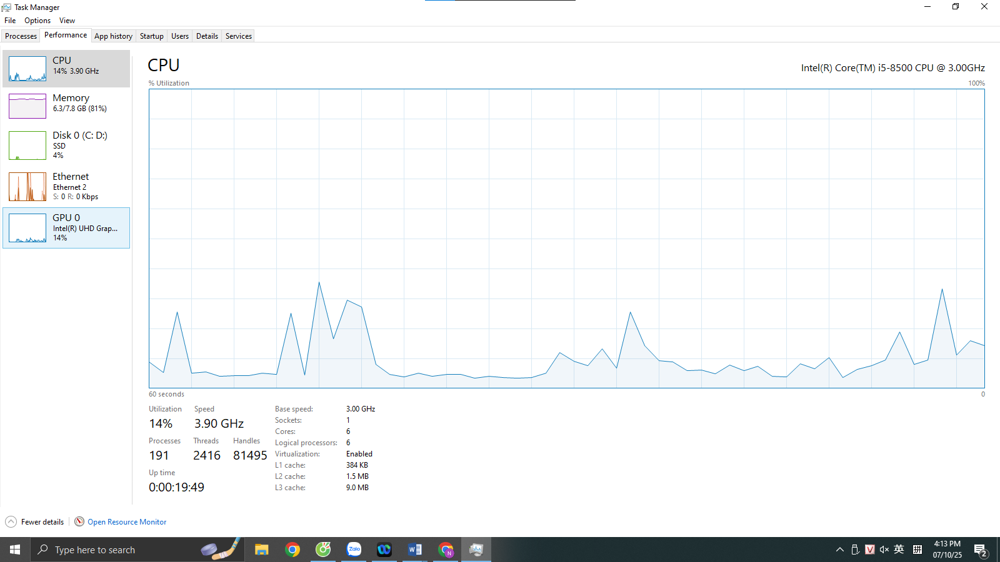 Task Manager
File Options View
Processes Performance App history Startup Users Details Services
CPU
14% 3.90 GHz
Memory
6.3/7.8 GB (81%)
Disk 0 (C: D:)
SSD
4%
Ethernet
Ethernet 2
S: 0 R: 0 Kbps
GPU 0
Intel(R) UHD Grap...
14%
CPU
Intel(R) Core(TM) i5-8500 CPU @ 3.00GHz
% Utilization
100%
60 seconds
0
Utilization Speed
14% 3.90 GHz
Processes Threads Handles
191 2416 81495
Up time
0:00:19:49
Base speed: 3.00 GHz
Sockets: 1
Cores: 6
Logical processors: 6
Virtualization: Enabled
L1 cache: 384 KB
L2 cache: 1.5 MB
L3 cache: 9.0 MB
Fewer details
Open Resource Monitor
Type here to search
Zalo
W
N
V
英
拼
4:13 PM
07/10/25
2